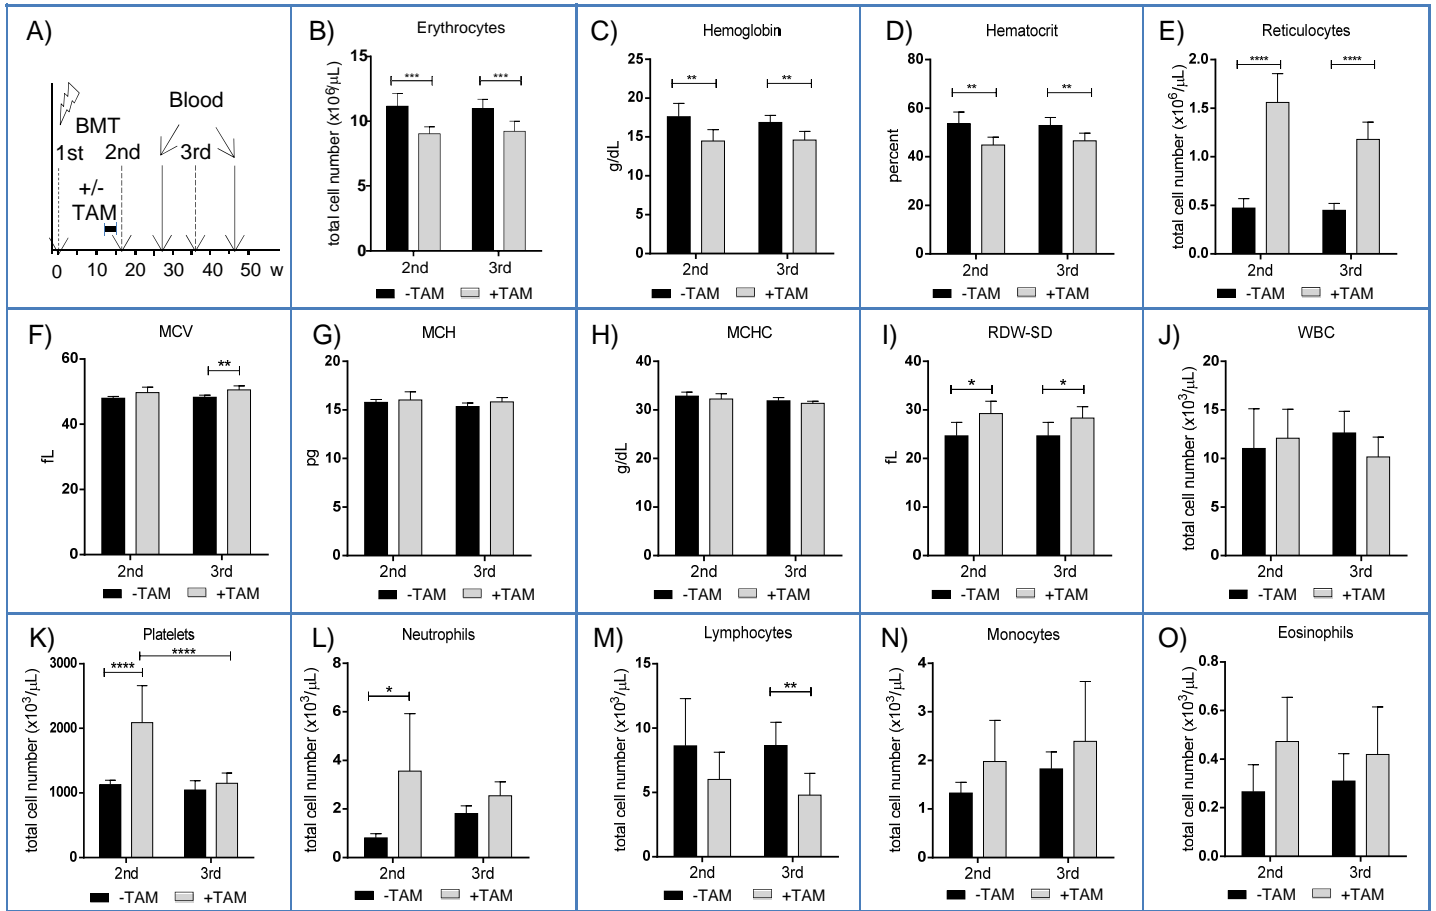 A)
Blood
BMT
1st 2nd 3rd
+/-
TAM
0 10 20 30 40 50 w
B) Erythrocytes
total cell number (x10⁶/µL)
15
10
5
0
*** ***
2nd 3rd
-TAM +TAM
C) Hemoglobin
g/dL
25
20
15
10
5
0
** **
2nd 3rd
-TAM +TAM
D) Hematocrit
percent
80
60
40
20
0
** **
2nd 3rd
-TAM +TAM
E) Reticulocytes
total cell number (x10⁶/µL)
2.0
1.5
1.0
0.5
0.0
**** ****
2nd 3rd
-TAM +TAM
F) MCV
fL
60
40
20
0
**
2nd 3rd
-TAM +TAM
G) MCH
pg
20
15
10
5
0
2nd 3rd
-TAM +TAM
H) MCHC
g/dL
40
30
20
10
0
2nd 3rd
-TAM +TAM
I) RDW-SD
fL
40
30
20
10
0
* *
2nd 3rd
-TAM +TAM
J) WBC
total cell number (x10³/µL)
20
15
10
5
0
2nd 3rd
-TAM +TAM
K) Platelets
total cell number (x10³/µL)
3000
2000
1000
0
**** ****
2nd 3rd
-TAM +TAM
L) Neutrophils
total cell number (x10³/µL)
8
6
4
2
0
*
2nd 3rd
-TAM +TAM
M) Lymphocytes
total cell number (x10³/µL)
15
10
5
0
**
2nd 3rd
-TAM +TAM
N) Monocytes
total cell number (x10³/µL)
4
3
2
1
0
2nd 3rd
-TAM +TAM
O) Eosinophils
total cell number (x10³/µL)
0.8
0.6
0.4
0.2
0.0
2nd 3rd
-TAM +TAM